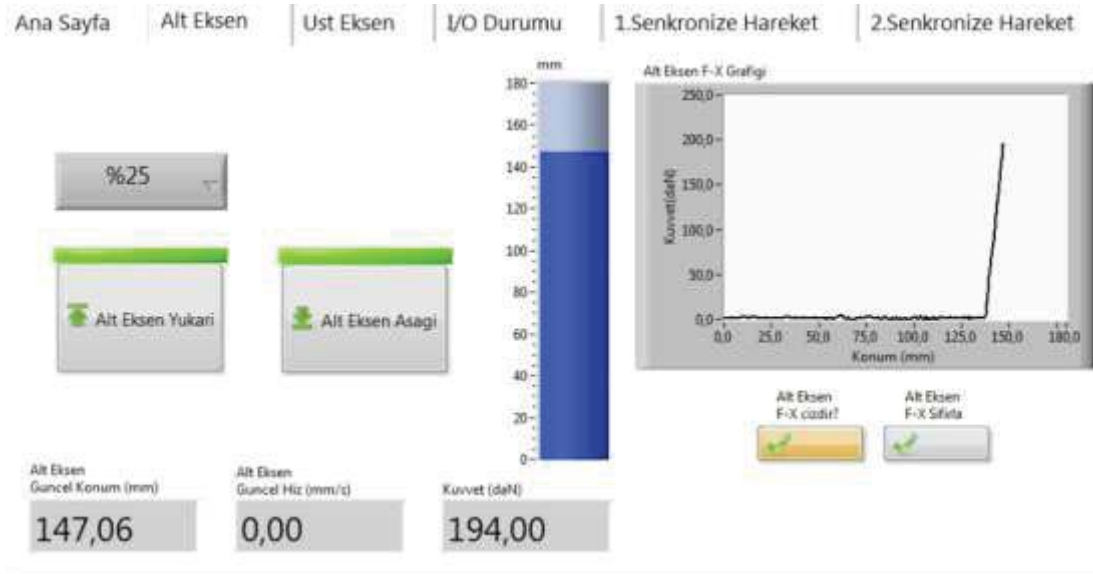 Ana Sayfa
Alt Eksen
Ust Eksen
I/O Durumu
1.Senkronize Hareket
2.Senkronize Hareket
%25
Alt Eksen Yukari
Alt Eksen Asagi
mm
180
160
140
120
100
80
60
40
20
0
Alt Eksen F-X Grafigi
Kuvvet(daN)
250,0
200,0
150,0
100,0
50,0
0,0
0,0 25,0 50,0 75,0 100,0 125,0 150,0 180,0
Konum (mm)
Alt Eksen
F-X cizdir?
Alt Eksen
F-X Sifirla
Alt Eksen
Guncel Konum (mm)
147,06
Alt Eksen
Guncel Hiz (mm/s)
0,00
Kuvvet (daN)
194,00